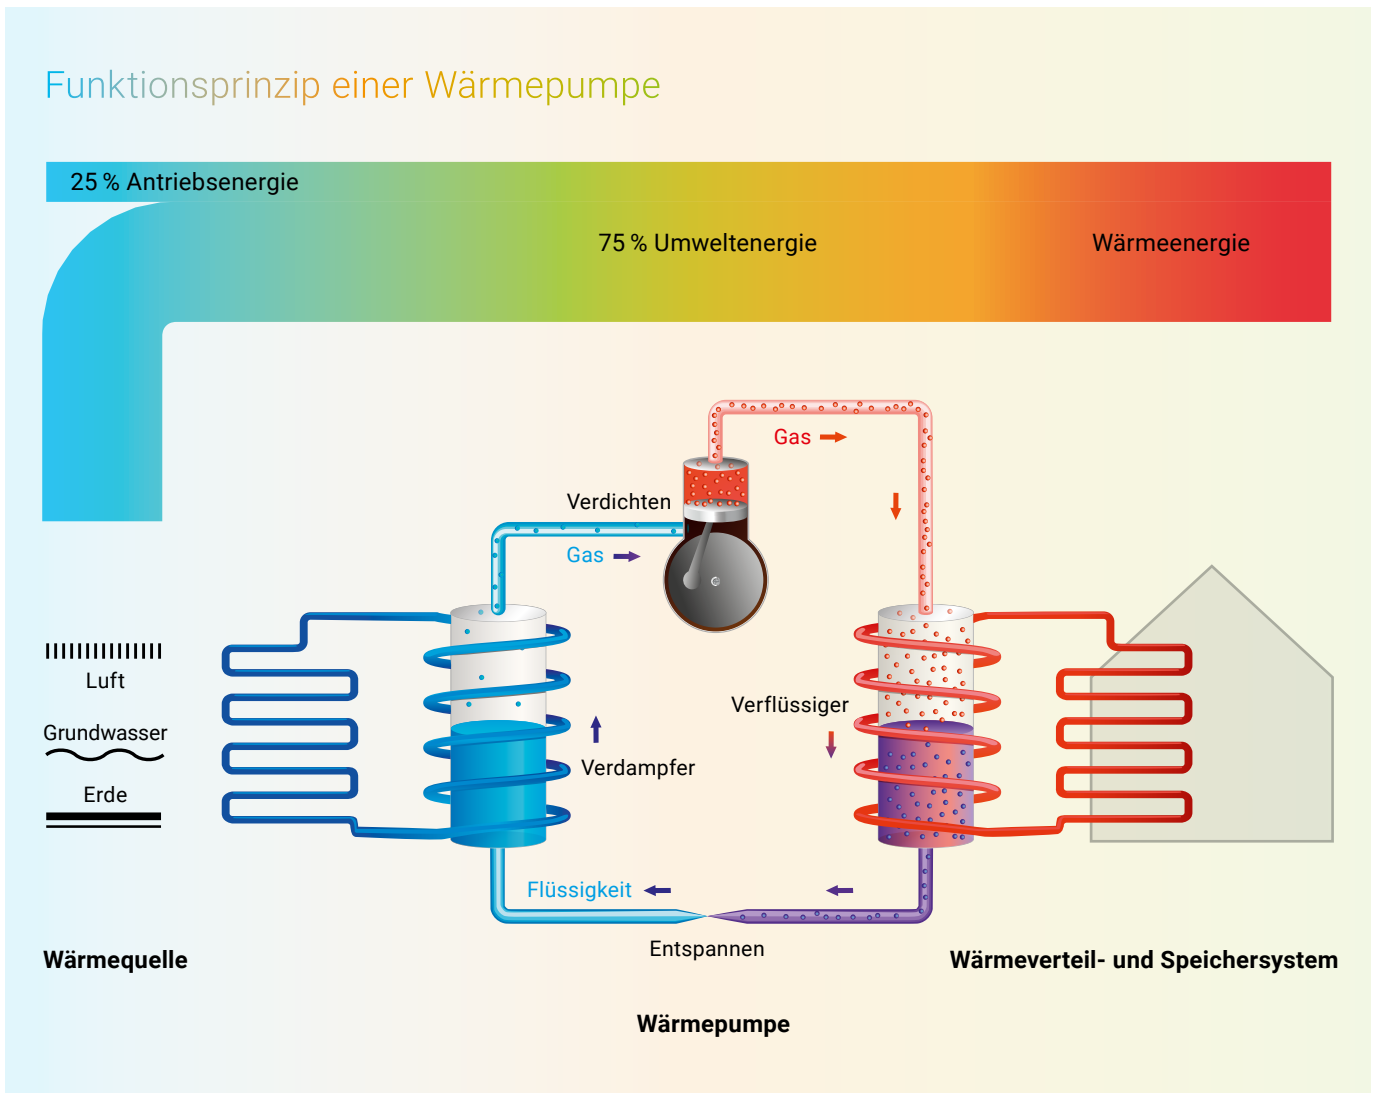 Funktionsprinzip einer Wärmepumpe
25 % Antriebsenergie
75 % Umweltenergie
Wärmeenergie
Gas
Verdichten
Gas
Luft
Grundwasser
Erde
Verflüssiger
Verdampfer
Flüssigkeit
Entspannen
Wärmequelle
Wärmeverteil- und Speichersystem
Wärmepumpe